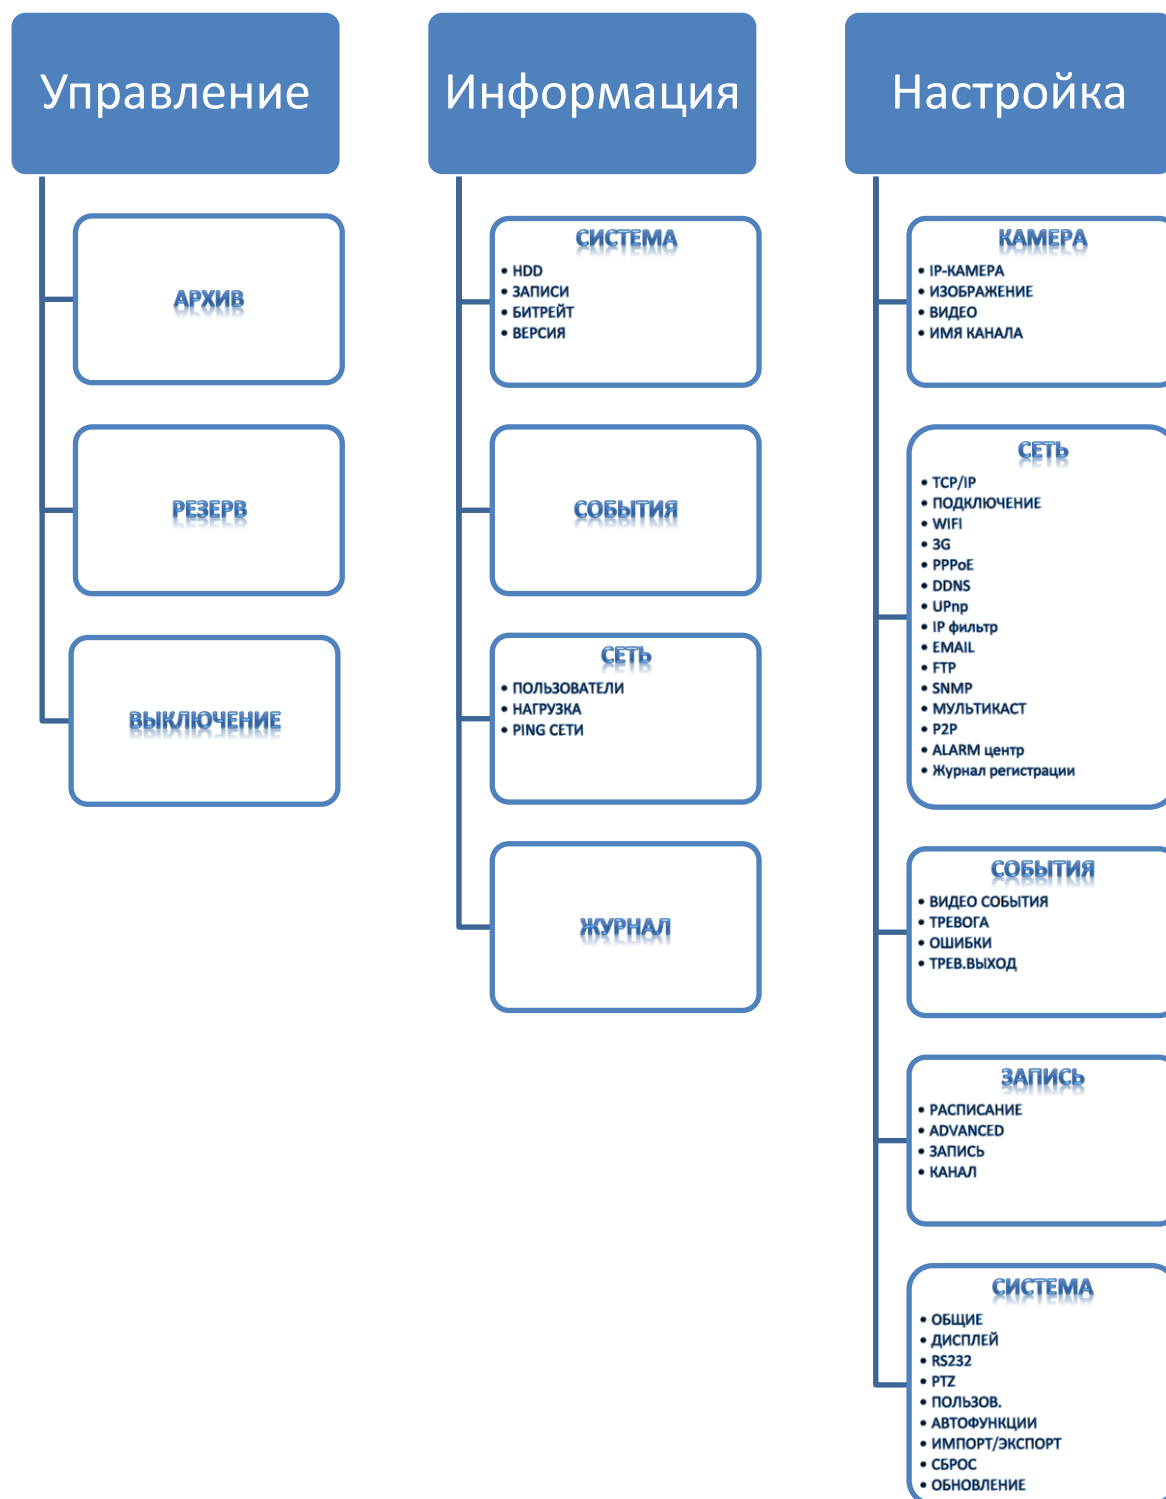 Управление
АРХИВ
РЕЗЕРВ
ВЫКЛЮЧЕНИЕ
Информация
СИСТЕМА
• HDD
• ЗАПИСИ
• БИТРЕЙТ
• ВЕРСИЯ
СОБЫТИЯ
СЕТЬ
• ПОЛЬЗОВАТЕЛИ
• НАГРУЗКА
• PING СЕТИ
ЖУРНАЛ
Настройка
КАМЕРА
• IP-КАМЕРА
• ИЗОБРАЖЕНИЕ
• ВИДЕО
• ИМЯ КАНАЛА
СЕТЬ
• TCP/IP
• ПОДКЛЮЧЕНИЕ
• WIFI
• 3G
• PPPoE
• DDNS
• UPnp
• IP фильтр
• EMAIL
• FTP
• SNMP
• МУЛЬТИКАСТ
• P2P
• ALARM центр
• Журнал регистрации
СОБЫТИЯ
• ВИДЕО СОБЫТИЯ
• ТРЕВОГА
• ОШИБКИ
• ТРЕВ.ВЫХОД
ЗАПИСЬ
• РАСПИСАНИЕ
• ADVANCED
• ЗАПИСЬ
• КАНАЛ
СИСТЕМА
• ОБЩИЕ
• ДИСПЛЕЙ
• RS232
• PTZ
• ПОЛЬЗОВ.
• АВТОФУНКЦИИ
• ИМПОРТ/ЭКСПОРТ
• СБРОС
• ОБНОВЛЕНИЕ